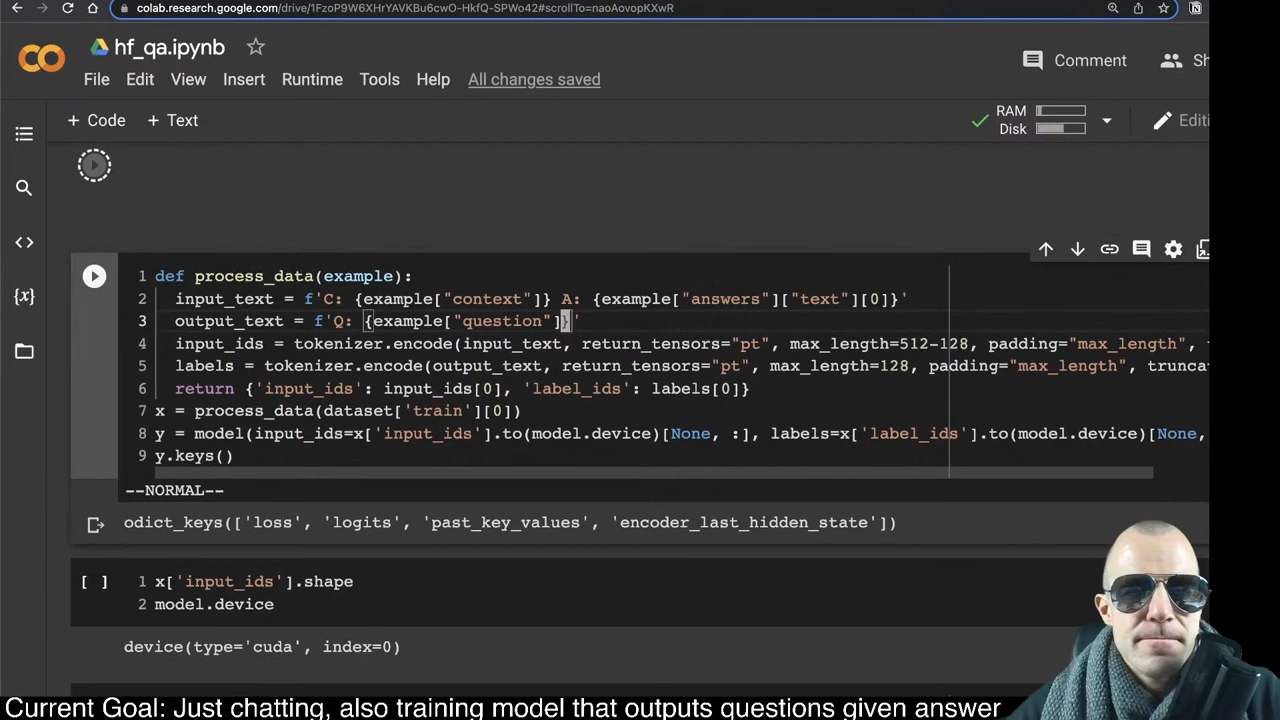 colab.research.google.com/drive/1FzoP9W6XHrYAVKBu6cwO-HkfQ-SPWo42#scrollTo=naoAovopKXwR
hf_qa.ipynb
File Edit View Insert Runtime Tools Help All changes saved
Comment Sh
+ Code + Text
RAM
Disk
Editi
1 def process_data(example):
2 input_text = f'C: {example["context"]} A: {example["answers"]["text"][0]}'
3 output_text = f'Q: {example["question"]}'
4 input_ids = tokenizer.encode(input_text, return_tensors="pt", max_length=512-128, padding="max_length", t
5 labels = tokenizer.encode(output_text, return_tensors="pt", max_length=128, padding="max_length", truncat
6 return {'input_ids': input_ids[0], 'label_ids': labels[0]}
7 x = process_data(dataset['train'][0])
8 y = model(input_ids=x['input_ids'].to(model.device)[None, :], labels=x['label_ids'].to(model.device)[None,
9 y.keys()
--NORMAL--
odict_keys(['loss', 'logits', 'past_key_values', 'encoder_last_hidden_state'])
[ ] 1 x['input_ids'].shape
2 model.device
device(type='cuda', index=0)
Current Goal: Just chatting, also training model that outputs questions given answer